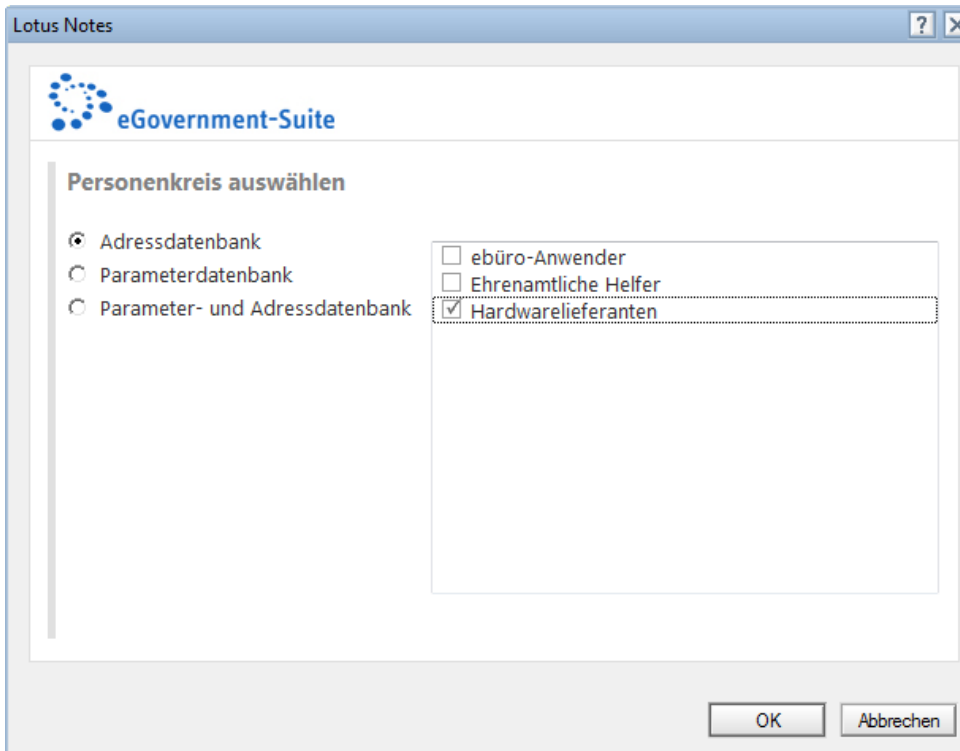 Lotus Notes
eGovernment-Suite
Personenkreis auswählen
Adressdatenbank
Parameterdatenbank
Parameter- und Adressdatenbank
ebüro-Anwender
Ehrenamtliche Helfer
Hardwarelieferanten
OK
Abbrechen